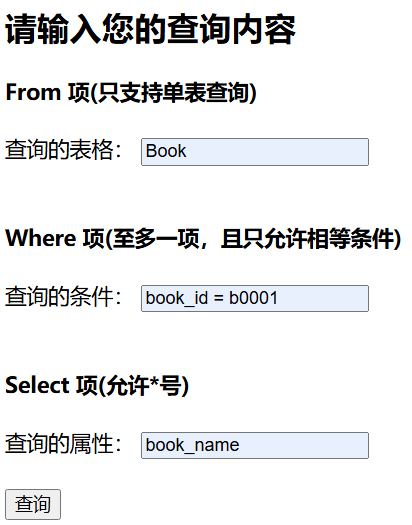 请输入您的查询内容
From 项(只支持单表查询)
查询的表格： Book
Where 项(至多一项，且只允许相等条件)
查询的条件： book_id = b0001
Select 项(允许*号)
查询的属性： book_name
查询